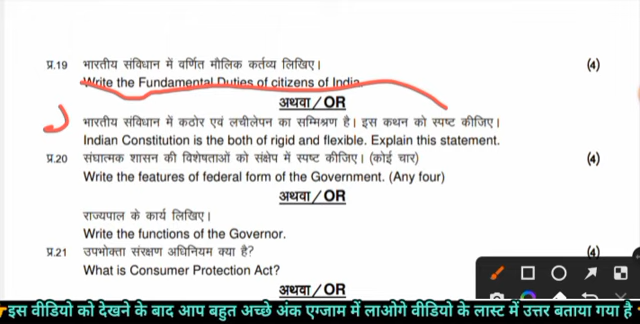 प्र.19 भारतीय संविधान में वर्णित मौलिक कर्तव्य लिखिए। (4)
Write the Fundamental Duties of citizens of India
अथवा/OR
भारतीय संविधान में कठोर एवं लचीलेपन का सम्मिश्रण है। इस कथन को स्पष्ट कीजिए।
Indian Constitution is the both of rigid and flexible. Explain this statement.
प्र.20 संघात्मक शासन की विशेषताओं को संक्षेप में स्पष्ट कीजिए। (कोई चार) (4)
Write the features of federal form of the Government. (Any four)
अथवा/OR
राज्यपाल के कार्य लिखिए।
Write the functions of the Governor.
प्र.21 उपभोक्ता संरक्षण अधिनियम क्या है? (4)
What is Consumer Protection Act?
अथवा/OR
इस वीडियो को देखने के बाद आप बहुत अच्छे अंक एग्जाम में लाओगे वीडियो के लास्ट में उत्तर बताया गया है